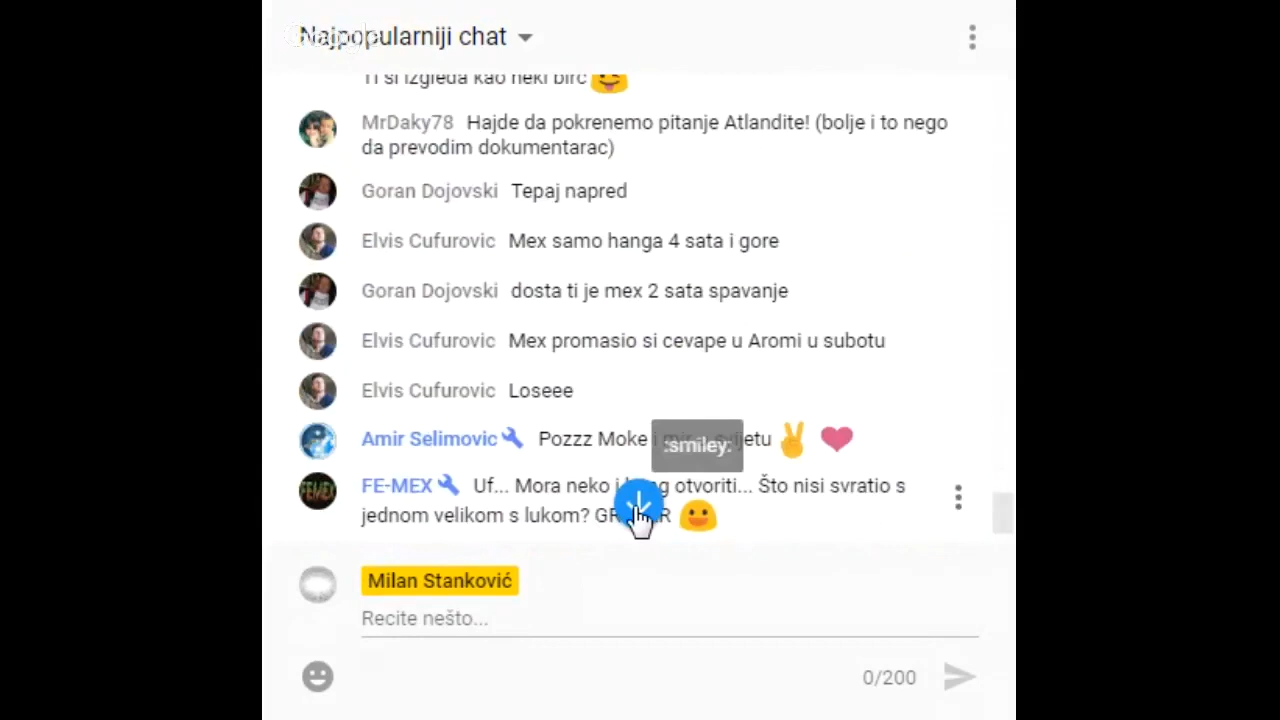 Najpopularniji chat
Ti si izgleda kao neki birc
MrDaky78 Hajde da pokrenemo pitanje Atlandite! (bolje i to nego
da prevodim dokumentarac)
Goran Dojovski Tepaj napred
Elvis Cufurovic Mex samo hanga 4 sata i gore
Goran Dojovski dosta ti je mex 2 sata spavanje
Elvis Cufurovic Mex promasio si cevape u Aromi u subotu
Elvis Cufurovic Loseee
Amir Selimovic Pozzz Moke i
:smiley:
FE-MEX Uf... Mora neko i otvoriti... Što nisi svratio s
jednom velikom s lukom?
Milan Stanković
Recite nešto...
0/200